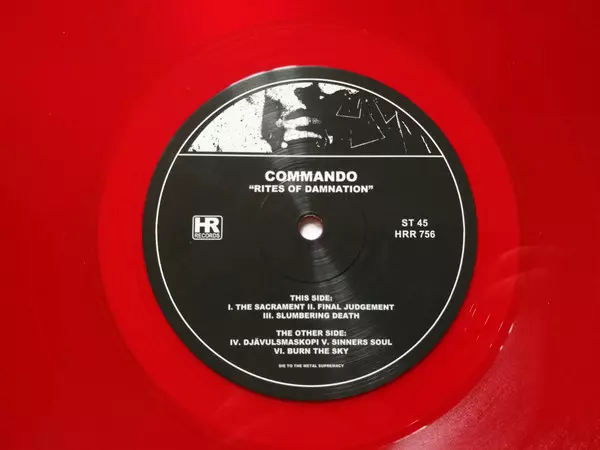 COMMANDO
"RITES OF DAMNATION"
HR
RECORDS
ST 45
HRR 756
THIS SIDE:
I. THE SACRAMENT II. FINAL JUDGEMENT
III. SLUMBERING DEATH
THE OTHER SIDE:
IV. DJÄVULSMASKOPI V. SINNERS SOUL
VI. BURN THE SKY
DIE TO THE METAL SUPREMACY